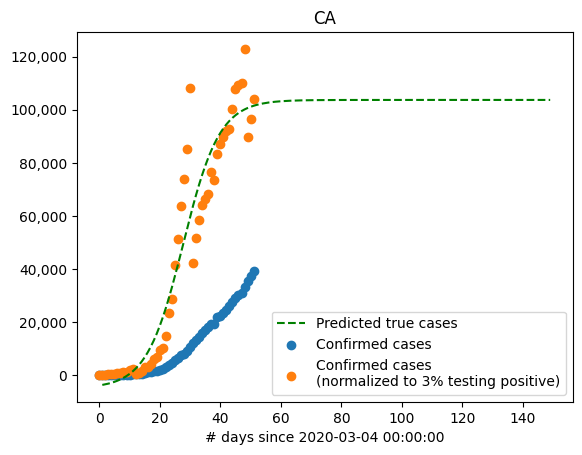 CA
120,000
100,000
80,000
60,000
40,000
20,000
0
Predicted true cases
Confirmed cases
Confirmed cases
(normalized to 3% testing positive)
0 20 40 60 80 100 120 140
# days since 2020-03-04 00:00:00